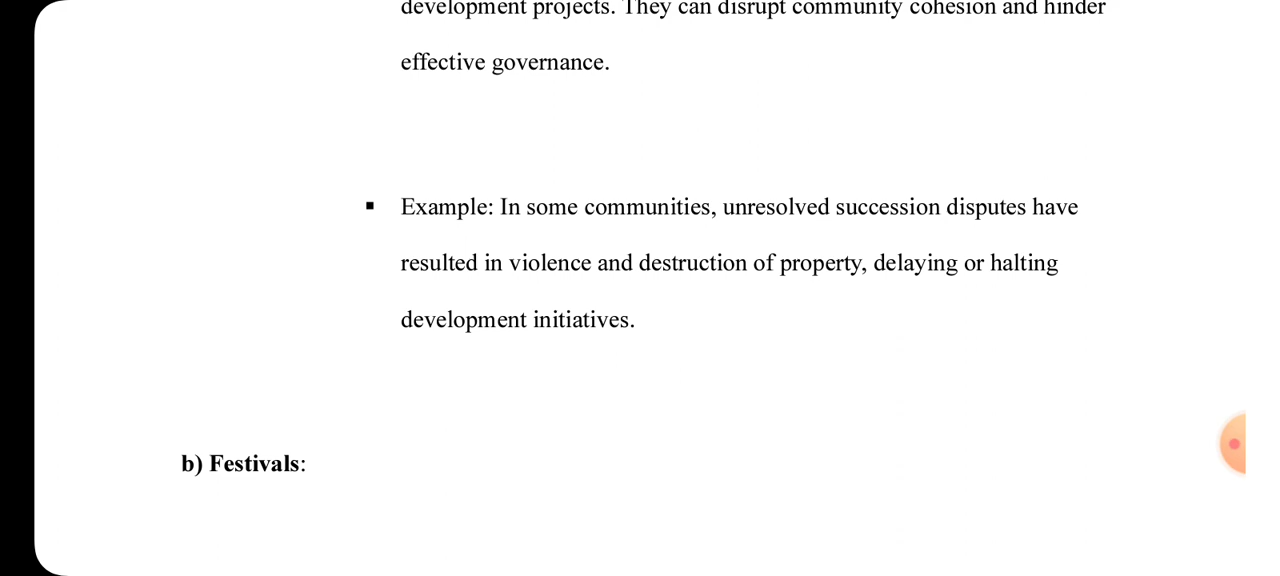 development projects. They can disrupt community cohesion and hinder
effective governance.
▪ Example: In some communities, unresolved succession disputes have
resulted in violence and destruction of property, delaying or halting
development initiatives.
b) Festivals: